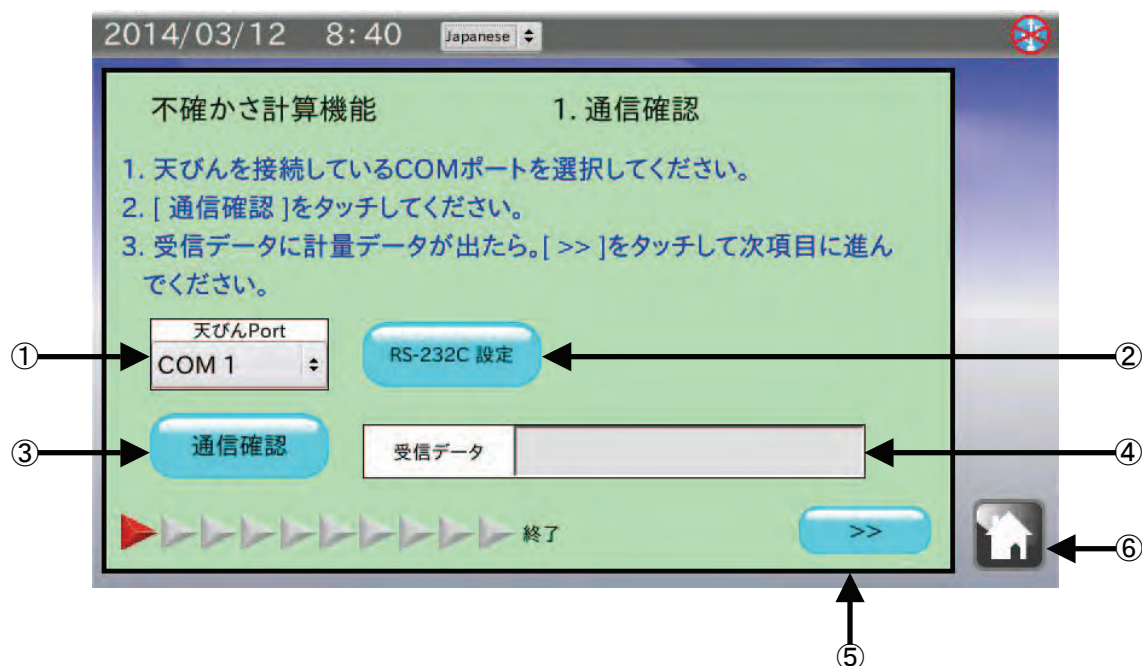 2014/03/12 8:40 Japanese
不確かさ計算機能 1. 通信確認
1. 天びんを接続しているCOMポートを選択してください。
2. [ 通信確認 ]をタッチしてください。
3. 受信データに計量データが出たら。[ >> ]をタッチして次項目に進ん
でください。
天びんPort
① COM 1 RS-232C 設定 ②
③ 通信確認 受信データ ④
終了 >> ⑥
⑤